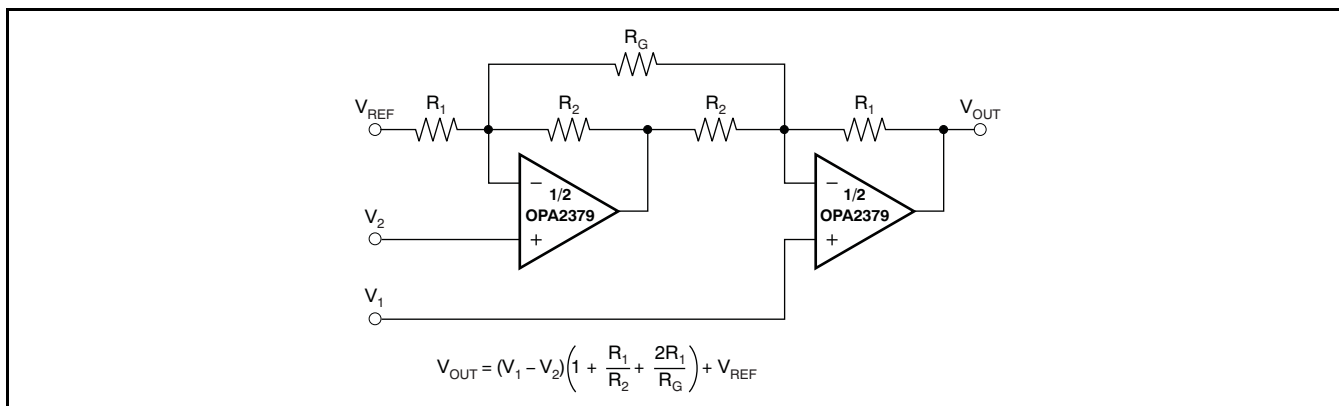 R_G
V_REF R_1 R_2 R_2 R_1 V_OUT
− 1/2 OPA2379 +
− 1/2 OPA2379 +
V_2
V_1
V_OUT = (V_1 – V_2)(1 + R_1/R_2 + 2R_1/R_G) + V_REF